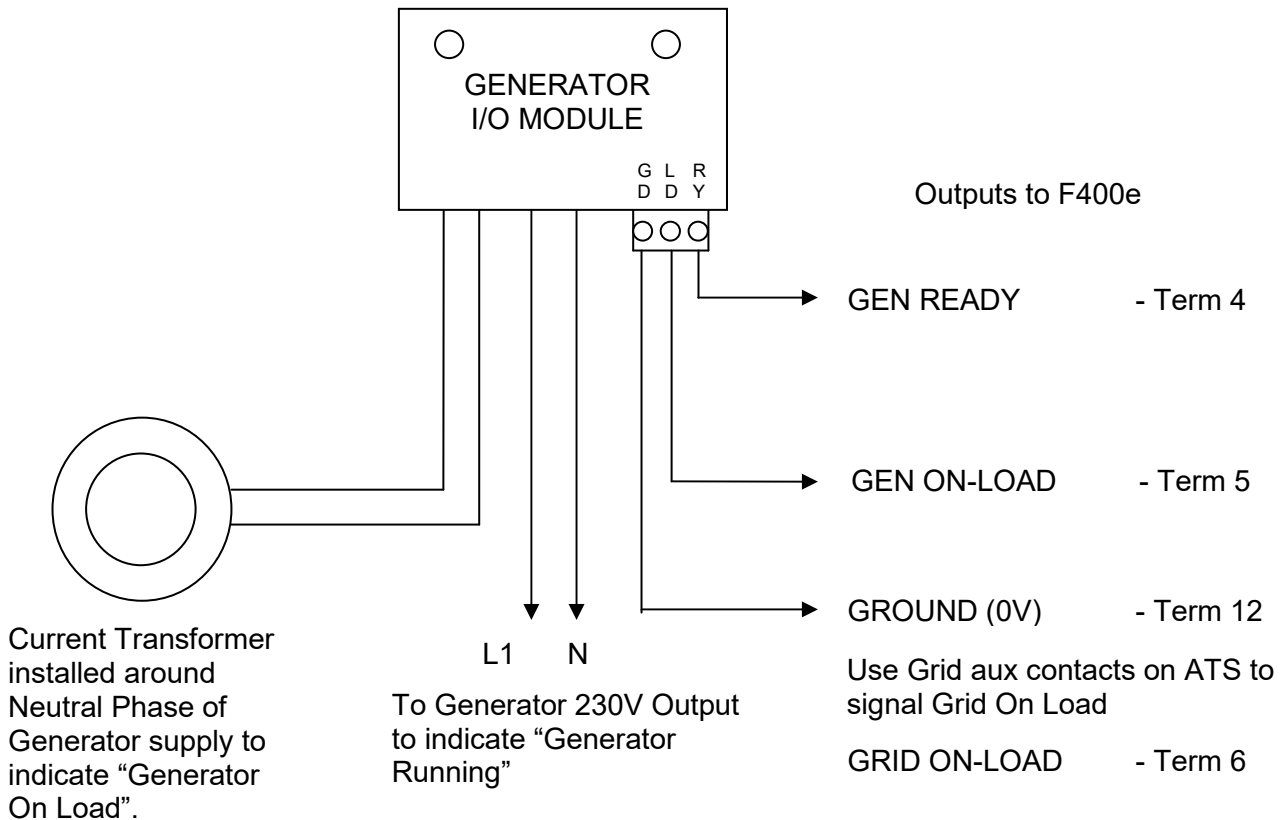 GENERATOR
I/O MODULE
G L R
D D Y
Outputs to F400e
GEN READY - Term 4
GEN ON-LOAD - Term 5
GROUND (0V) - Term 12
Use Grid aux contacts on ATS to
signal Grid On Load
GRID ON-LOAD - Term 6
L1 N
To Generator 230V Output
to indicate “Generator
Running”
Current Transformer
installed around
Neutral Phase of
Generator supply to
indicate “Generator
On Load”.